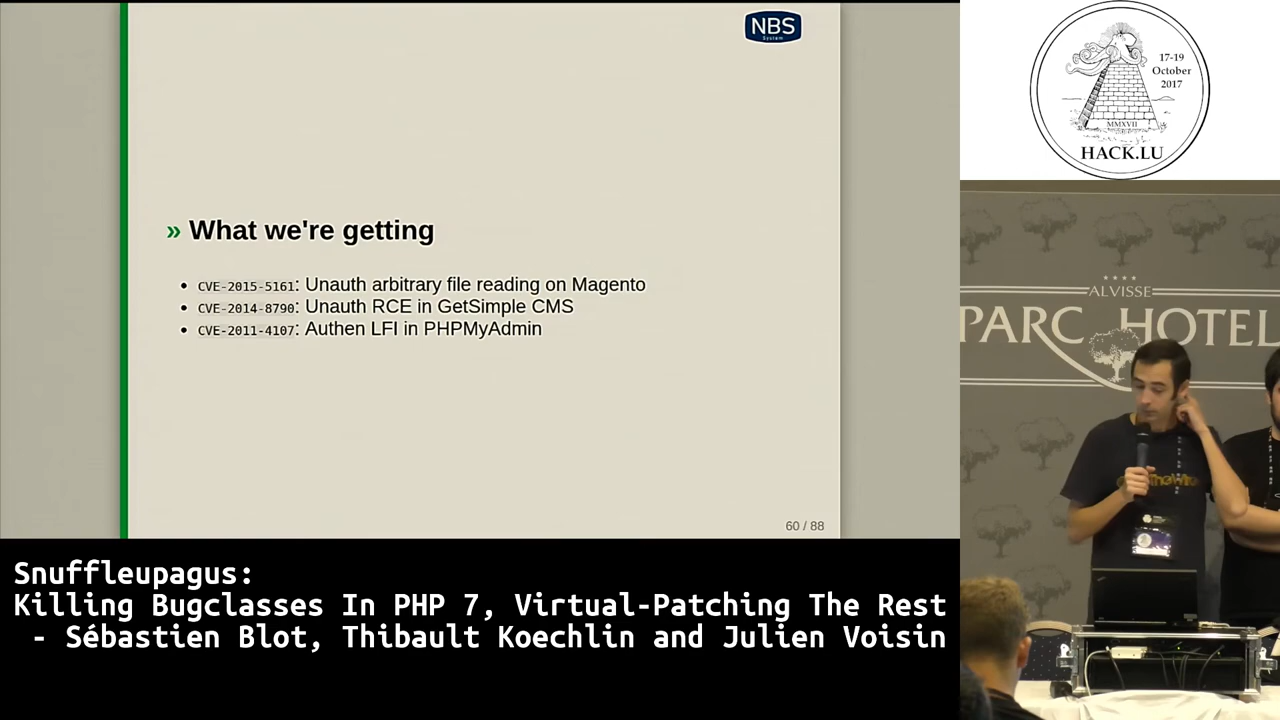 NBS
System
» What we're getting
• CVE-2015-5161: Unauth arbitrary file reading on Magento
• CVE-2014-8790: Unauth RCE in GetSimple CMS
• CVE-2011-4107: Authen LFI in PHPMyAdmin
60 / 88
17-19
October
2017
MMXVII
HACK.LU
ALVISSE
PARC HOTEL
Snuffleupagus:
Killing Bugclasses In PHP 7, Virtual-Patching The Rest
- Sébastien Blot, Thibault Koechlin and Julien Voisin